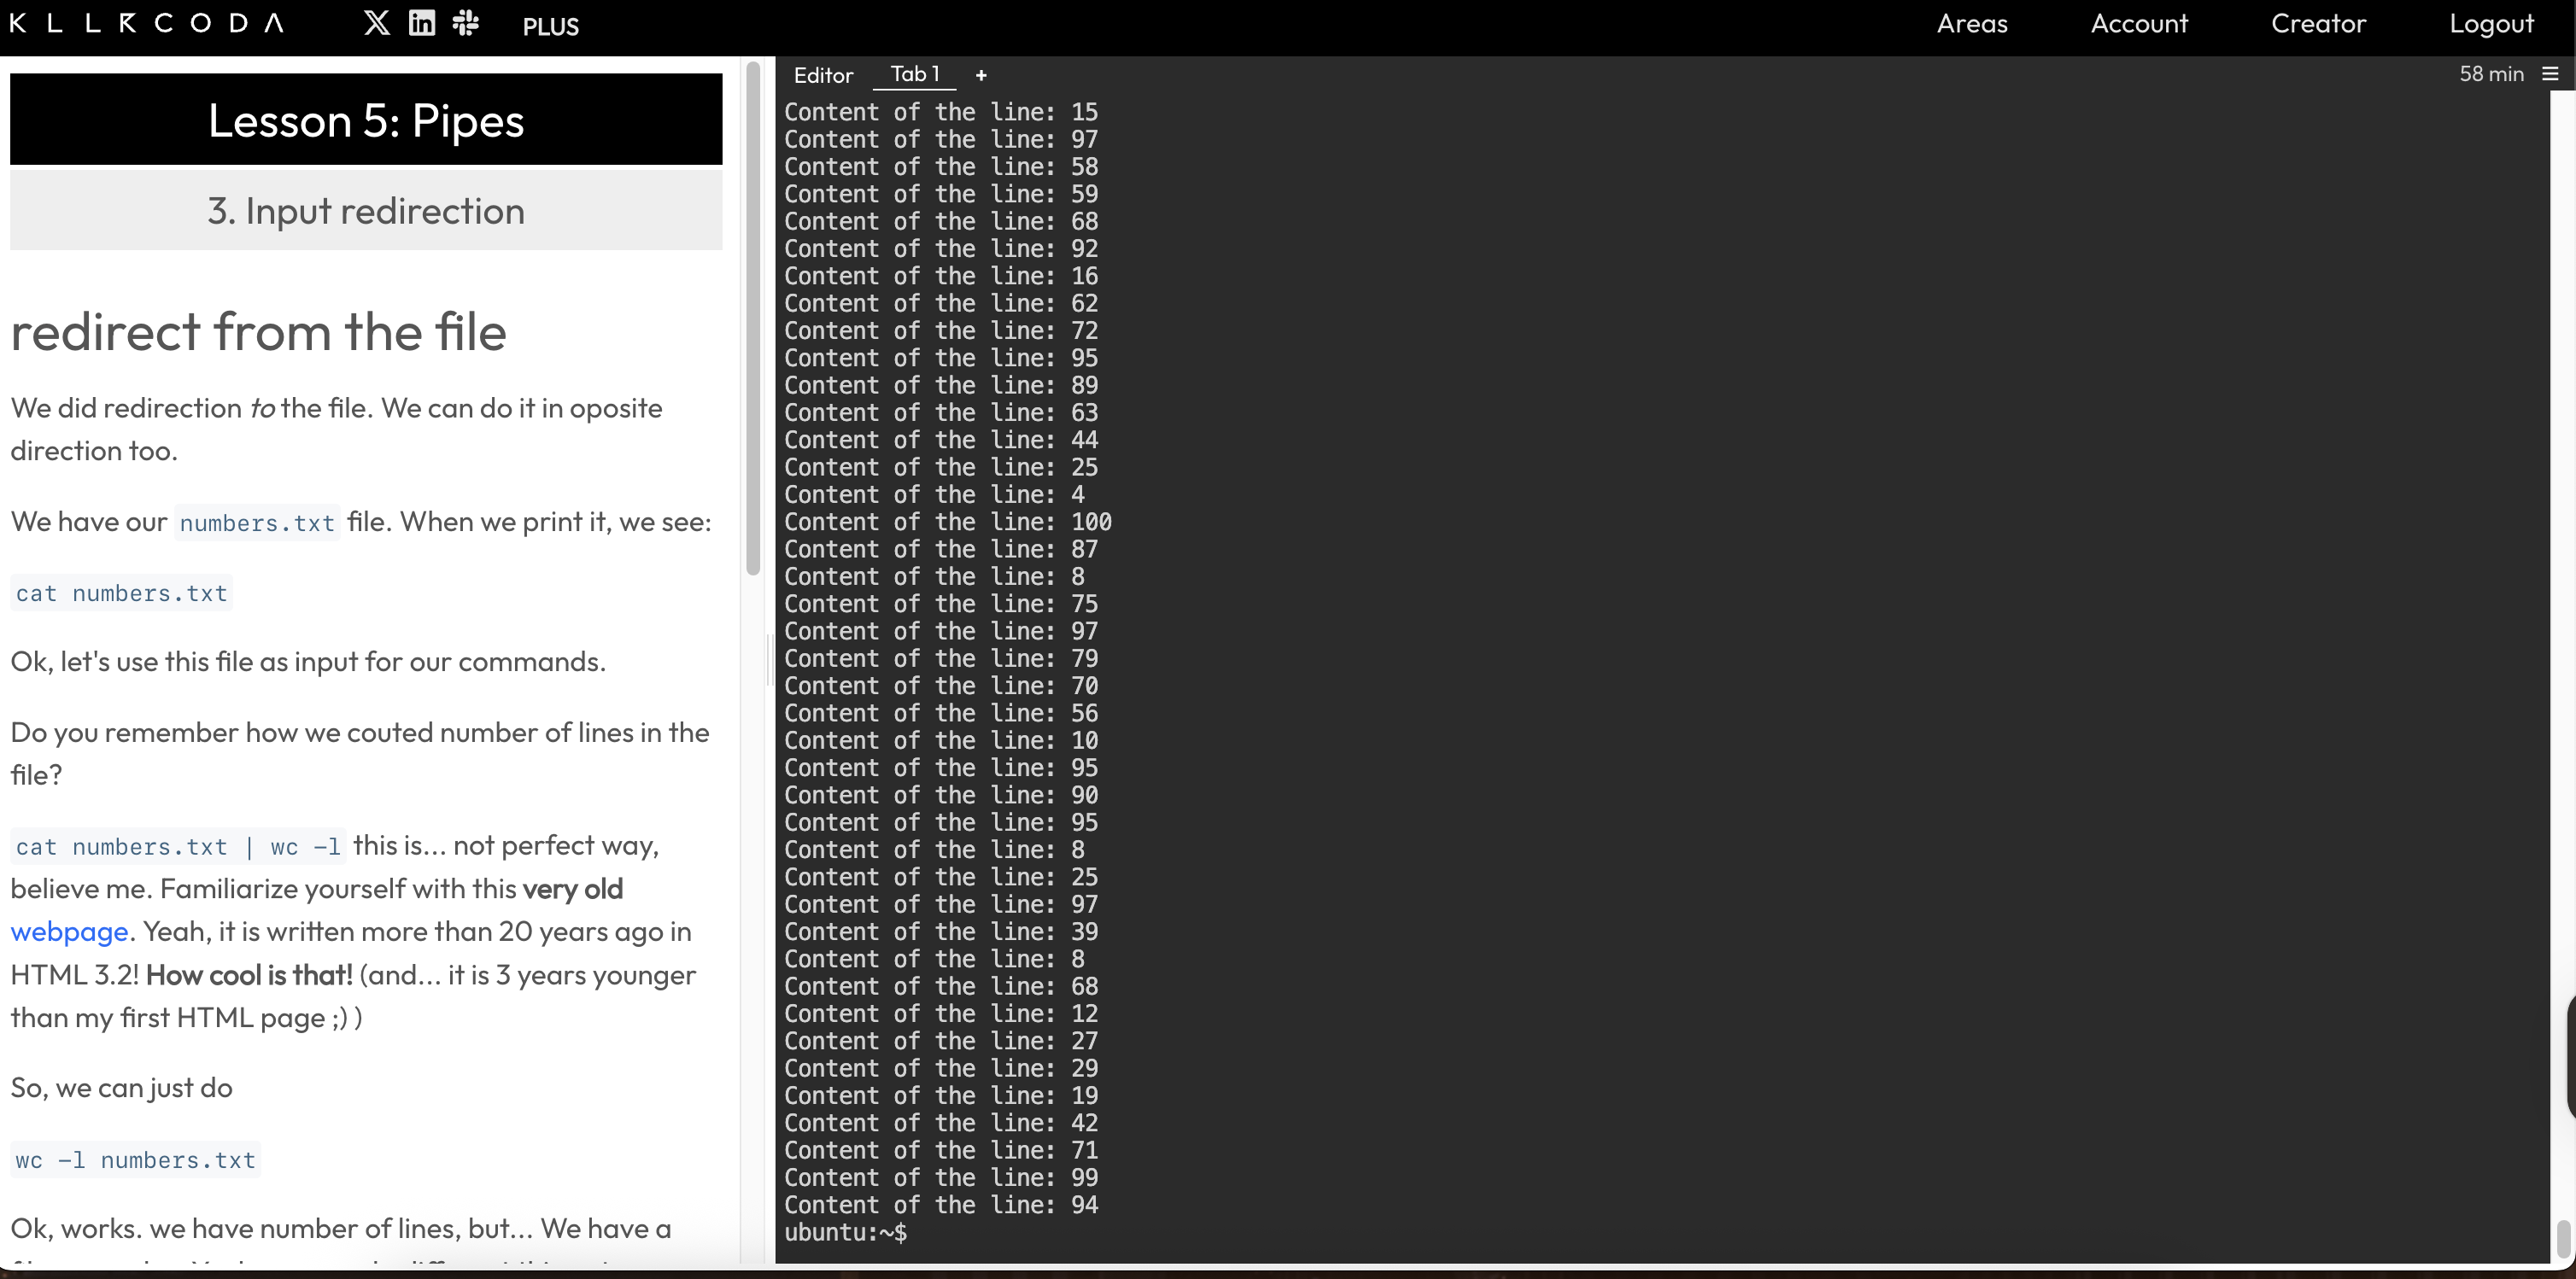 KLLRCODA PLUS Areas Account Creator Logout
Lesson 5: Pipes
3. Input redirection
redirect from the file
We did redirection to the file. We can do it in oposite
direction too.
We have our numbers.txt file. When we print it, we see:
cat numbers.txt
Ok, let's use this file as input for our commands.
Do you remember how we couted number of lines in the
file?
cat numbers.txt | wc -l this is... not perfect way,
believe me. Familiarize yourself with this very old
webpage. Yeah, it is written more than 20 years ago in
HTML 3.2! How cool is that! (and... it is 3 years younger
than my first HTML page ;) )
So, we can just do
wc -l numbers.txt
Ok, works. we have number of lines, but... We have a
Editor Tab 1 + 58 min
Content of the line: 15
Content of the line: 97
Content of the line: 58
Content of the line: 59
Content of the line: 68
Content of the line: 92
Content of the line: 16
Content of the line: 62
Content of the line: 72
Content of the line: 95
Content of the line: 89
Content of the line: 63
Content of the line: 44
Content of the line: 25
Content of the line: 4
Content of the line: 100
Content of the line: 87
Content of the line: 8
Content of the line: 75
Content of the line: 97
Content of the line: 79
Content of the line: 70
Content of the line: 56
Content of the line: 10
Content of the line: 95
Content of the line: 90
Content of the line: 95
Content of the line: 8
Content of the line: 25
Content of the line: 97
Content of the line: 39
Content of the line: 8
Content of the line: 68
Content of the line: 12
Content of the line: 27
Content of the line: 29
Content of the line: 19
Content of the line: 42
Content of the line: 71
Content of the line: 99
Content of the line: 94
ubuntu:~$